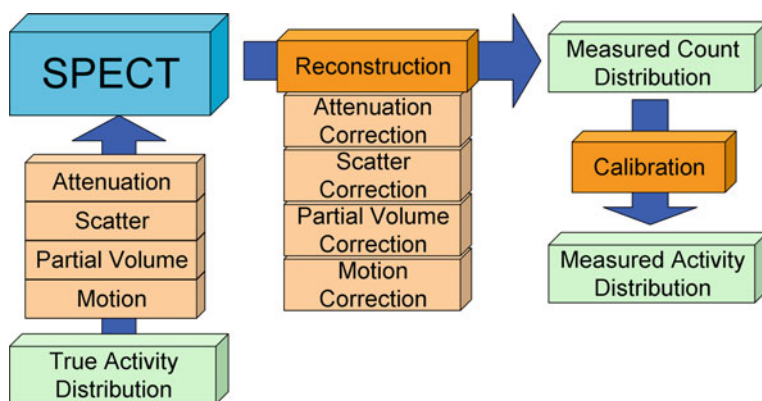 SPECT
Attenuation
Scatter
Partial Volume
Motion
True Activity
Distribution
Reconstruction
Attenuation
Correction
Scatter
Correction
Partial Volume
Correction
Motion
Correction
Measured Count
Distribution
Calibration
Measured Activity
Distribution